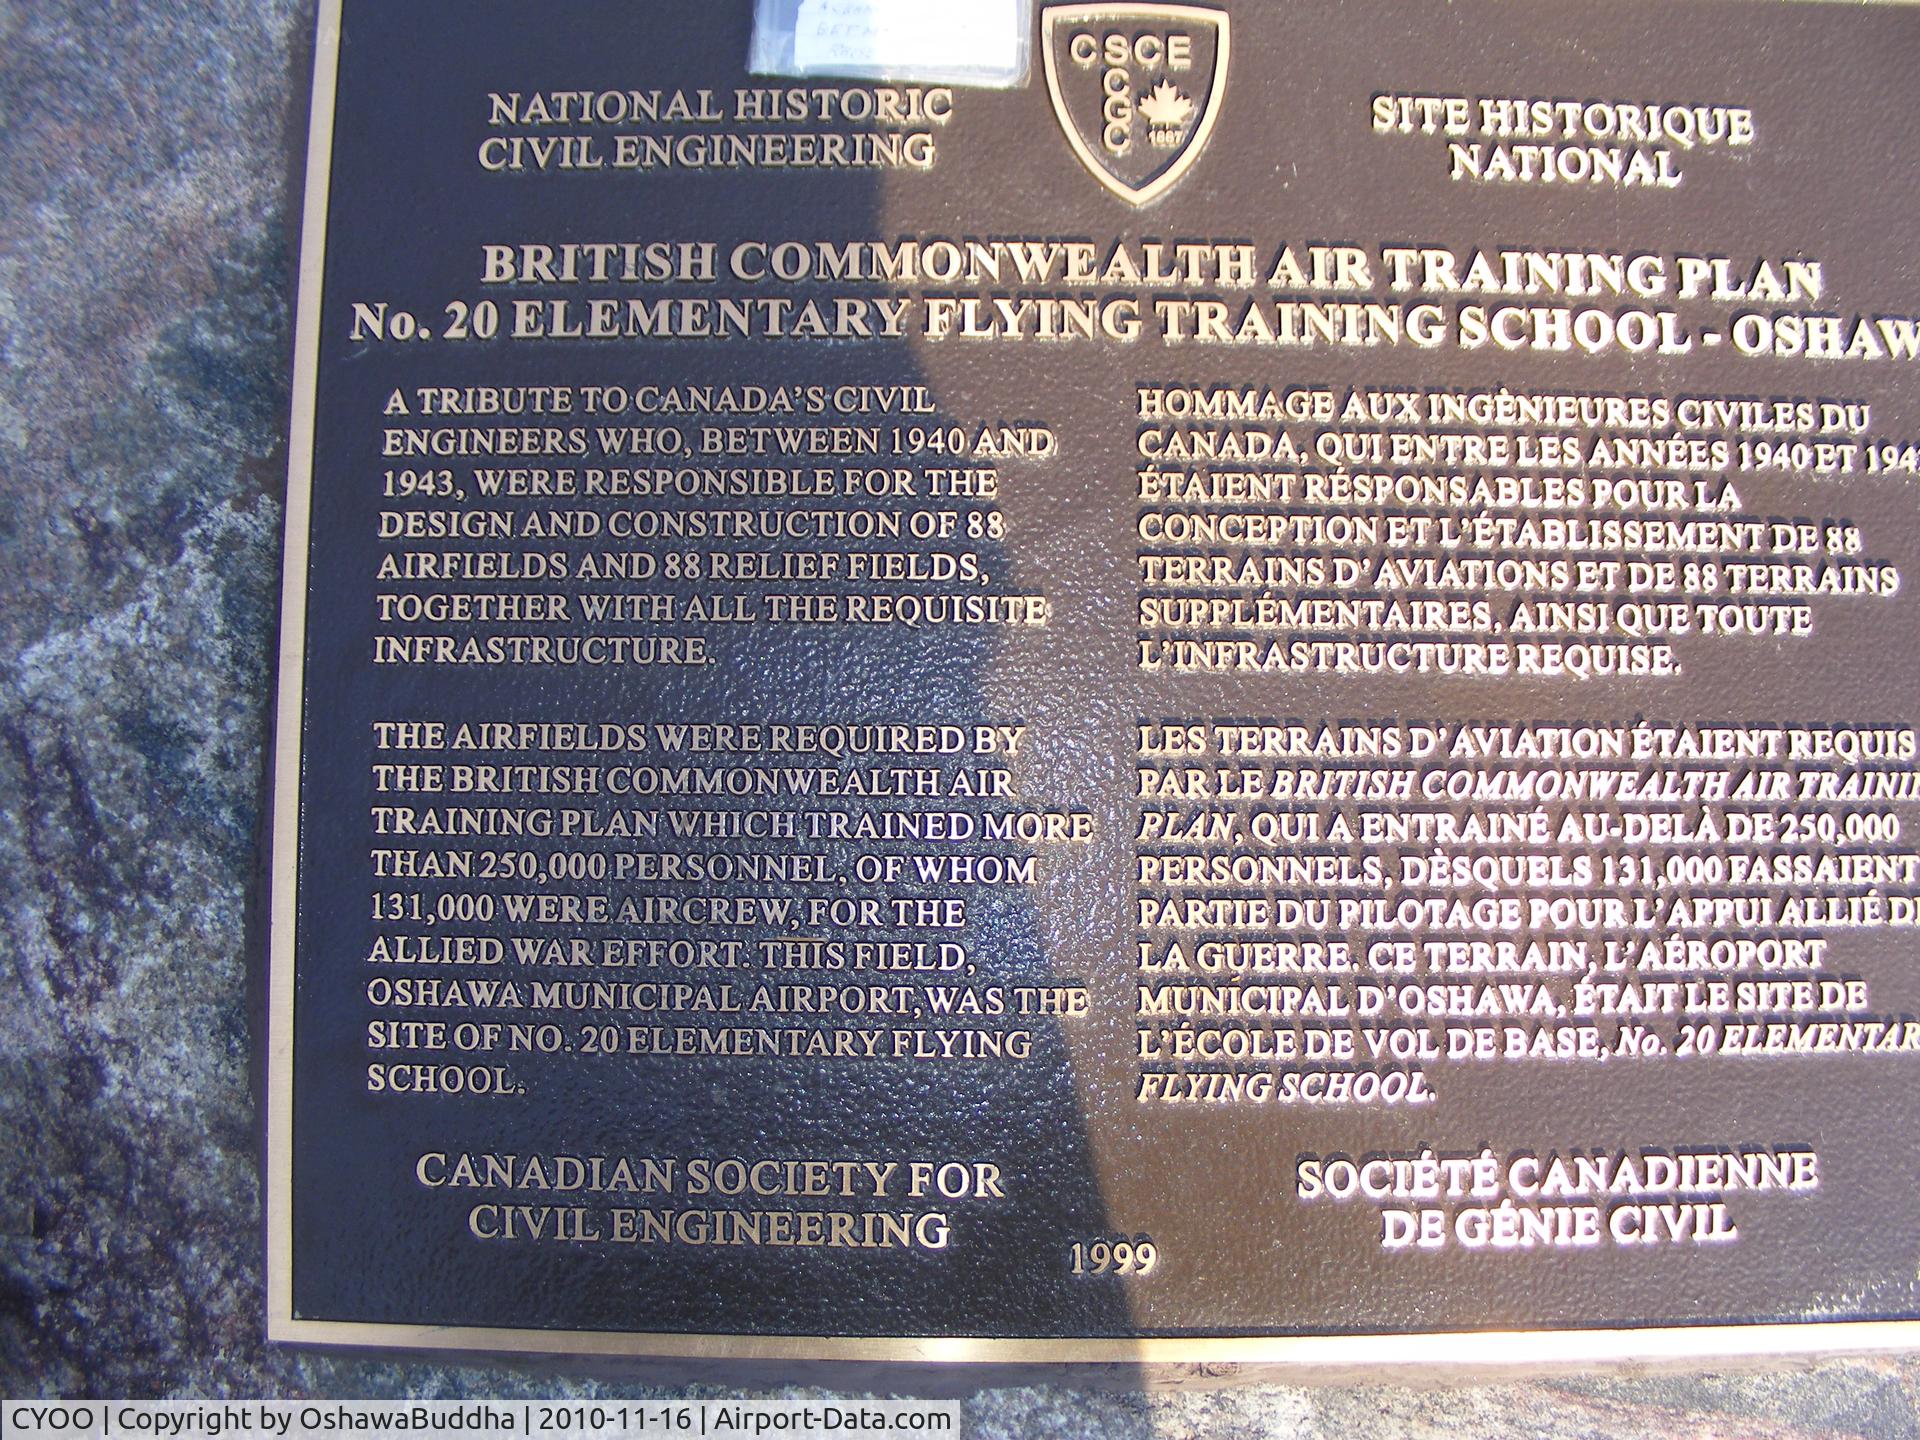 CSCE
SCGC
1887
NATIONAL HISTORIC
CIVIL ENGINEERING
SITE HISTORIQUE
NATIONAL
BRITISH COMMONWEALTH AIR TRAINING PLAN
No. 20 ELEMENTARY FLYING TRAINING SCHOOL - OSHAW
A TRIBUTE TO CANADA'S CIVIL
ENGINEERS WHO, BETWEEN 1940 AND
1943, WERE RESPONSIBLE FOR THE
DESIGN AND CONSTRUCTION OF 88
AIRFIELDS AND 88 RELIEF FIELDS,
TOGETHER WITH ALL THE REQUISITE
INFRASTRUCTURE.
THE AIRFIELDS WERE REQUIRED BY
THE BRITISH COMMONWEALTH AIR
TRAINING PLAN WHICH TRAINED MORE
THAN 250,000 PERSONNEL, OF WHOM
131,000 WERE AIRCREW, FOR THE
ALLIED WAR EFFORT. THIS FIELD,
OSHAWA MUNICIPAL AIRPORT, WAS THE
SITE OF NO. 20 ELEMENTARY FLYING
SCHOOL.
CANADIAN SOCIETY FOR
CIVIL ENGINEERING
HOMMAGE AUX INGÈNIEURES CIVILES DU
CANADA, QUI ENTRE LES ANNÉES 1940 ET 194
ÉTAIENT RÉSPONSABLES POUR LA
CONCEPTION ET L'ÉTABLISSEMENT DE 88
TERRAINS D'AVIATIONS ET DE 88 TERRAINS
SUPPLÉMENTAIRES, AINSI QUE TOUTE
L'INFRASTRUCTURE REQUISE.
LES TERRAINS D'AVIATION ÉTAIENT REQUIS
PAR LE BRITISH COMMONWEALTH AIR TRAINI
PLAN, QUI A ENTRAINÉ AU-DELÀ DE 250,000
PERSONNELS, DÈSQUELS 131,000 FASSAIENT
PARTIE DU PILOTAGE POUR L'APPUI ALLIÉ D
LA GUERRE. CE TERRAIN, L'AÉROPORT
MUNICIPAL D'OSHAWA, ÉTAIT LE SITE DE
L'ÉCOLE DE VOL DE BASE, No. 20 ELEMENTAR
FLYING SCHOOL.
SOCIÉTÉ CANADIENNE
DE GÉNIE CIVIL
1999
CYOO | Copyright by OshawaBuddha | 2010-11-16 | Airport-Data.com